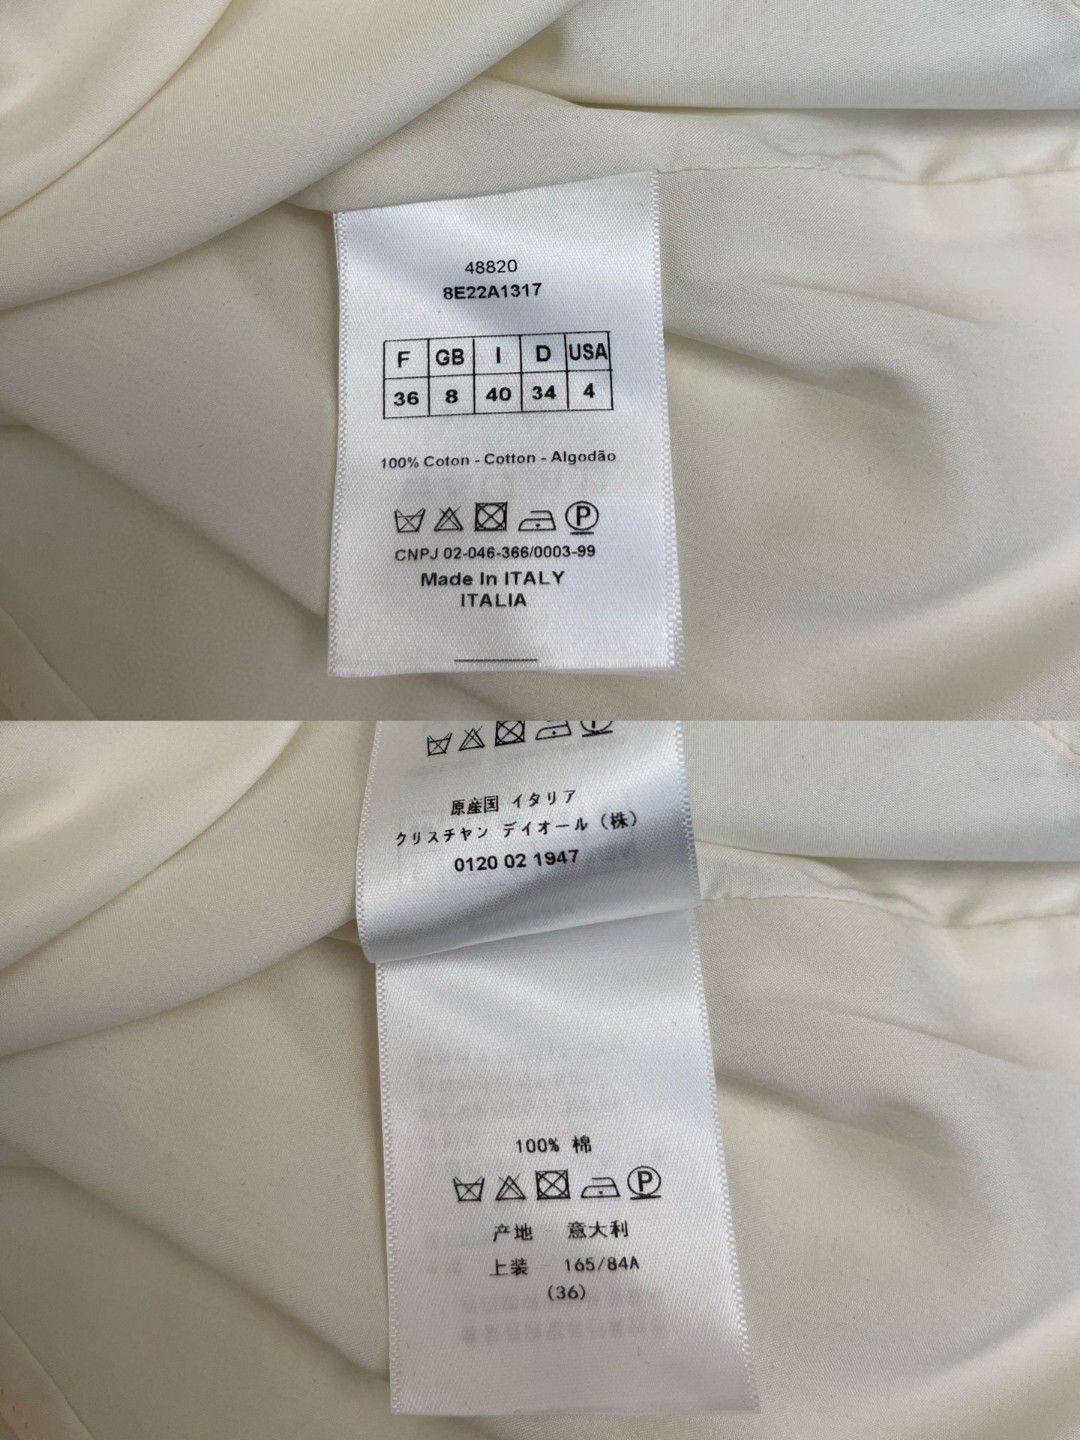 48820
8E22A1317
F GB I D USA
36 8 40 34 4
100% Coton - Cotton - Algodão
P
CNPJ 02-046-366/0003-99
Made In ITALY
ITALIA
原産国 イタリア
クリスチャン デイオール（株）
0120 02 1947
100% 棉
P
产地 - 意大利
上装 - 165/84A
(36)